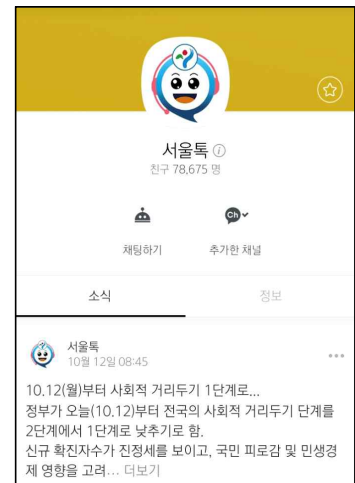 서울톡
친구 78,675 명
Ch
채팅하기 추가한 채널
소식 정보
서울톡
10월 12일 08:45
10.12(월)부터 사회적 거리두기 1단계로...
정부가 오늘(10.12)부터 전국의 사회적 거리두기 단계를
2단계에서 1단계로 낮추기로 함.
신규 확진자수가 진정세를 보이고, 국민 피로감 및 민생경
제 영향을 고려... 더보기